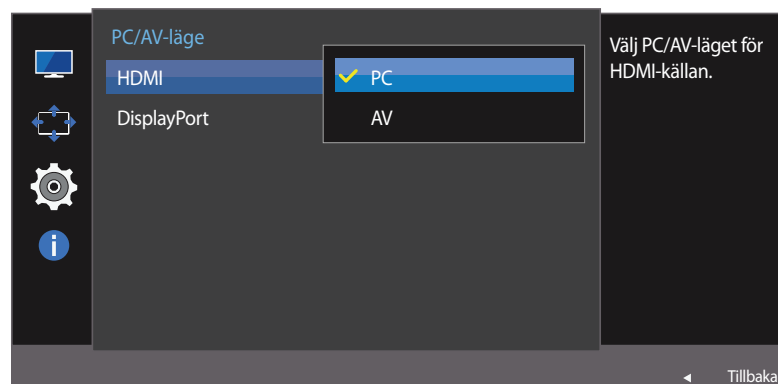 PC/AV-läge
HDMI
PC
DisplayPort
AV
Välj PC/AV-läget för
HDMI-källan.
Tillbaka